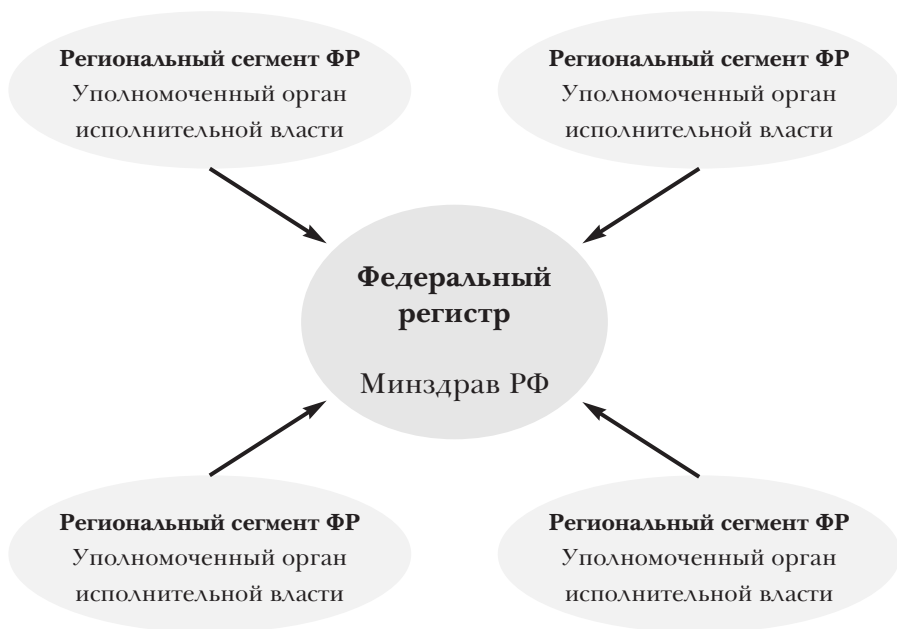 Региональный сегмент ФР
Уполномоченный орган
исполнительной власти
Региональный сегмент ФР
Уполномоченный орган
исполнительной власти
Федеральный
регистр
Минздрав РФ
Региональный сегмент ФР
Уполномоченный орган
исполнительной власти
Региональный сегмент ФР
Уполномоченный орган
исполнительной власти